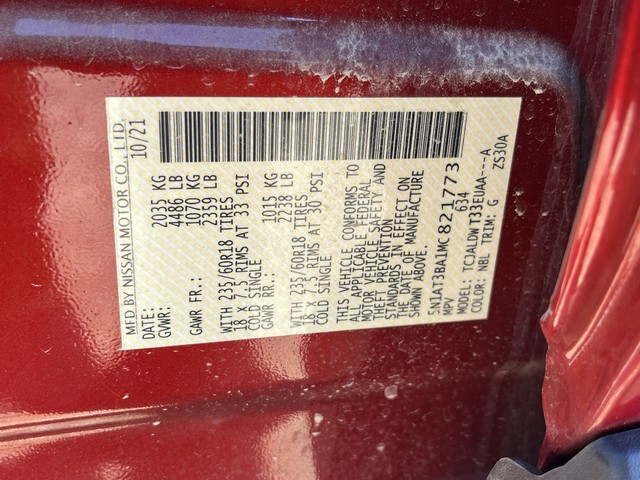 MFD BY NISSAN MOTOR CO., LTD.
DATE: 10/21
GVWR: 2035 KG
4486 LB
GAWR FR.: 1070 KG
2359 LB
WITH 235/60R18 TIRES
18 X 7.5 RIMS AT 33 PSI
COLD SINGLE
GAWR RR.: 1015 KG
2238 LB
WITH 235/60R18 TIRES
18 X 7.5 RIMS AT 30 PSI
COLD SINGLE
THIS VEHICLE CONFORMS TO
ALL APPLICABLE FEDERAL
MOTOR VEHICLE SAFETY AND
THEFT PREVENTION
STANDARDS IN EFFECT ON
THE DATE OF MANUFACTURE
SHOWN ABOVE.
5N1AT3BA1MC821773
MPV 634
MODEL: TCJALDWT33EUAA---A
COLOR: NBL TRIM: G ZS30A